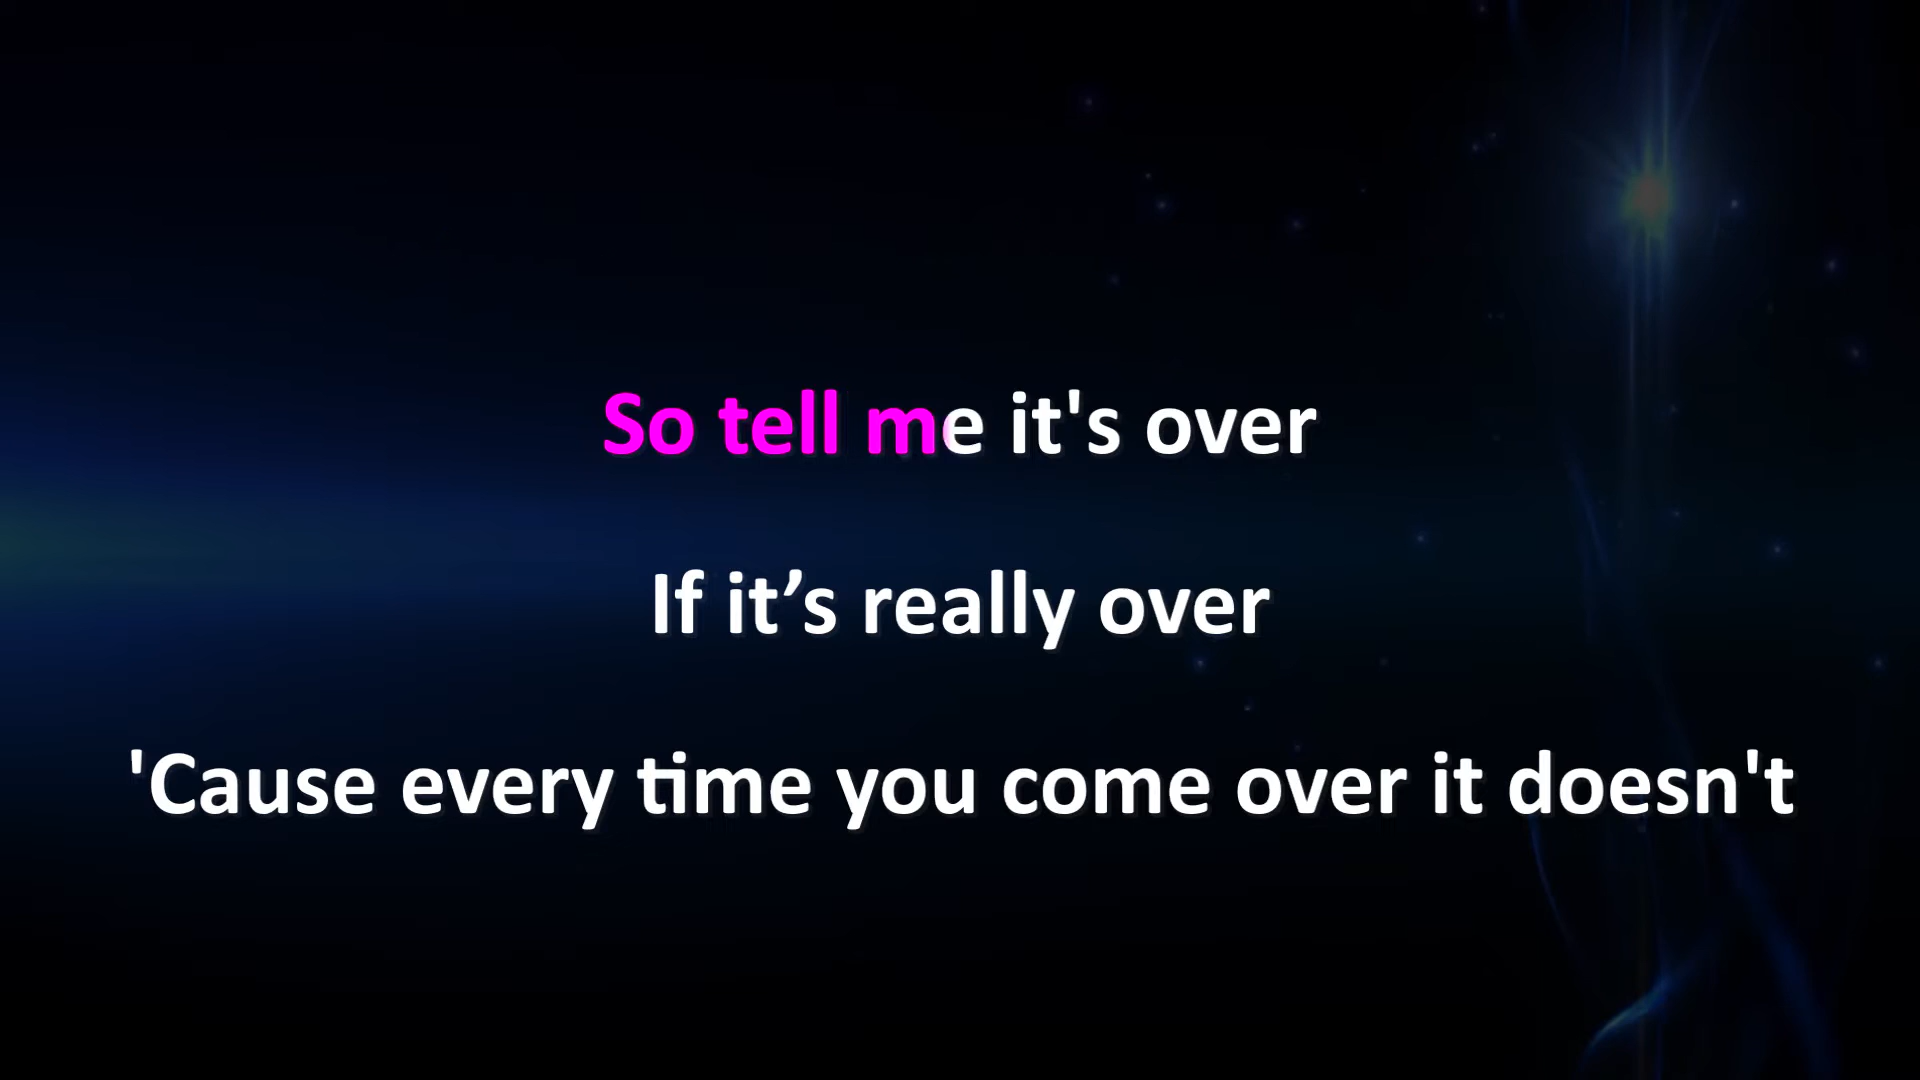 So tell me it's over
If it’s really over
'Cause every time you come over it doesn't